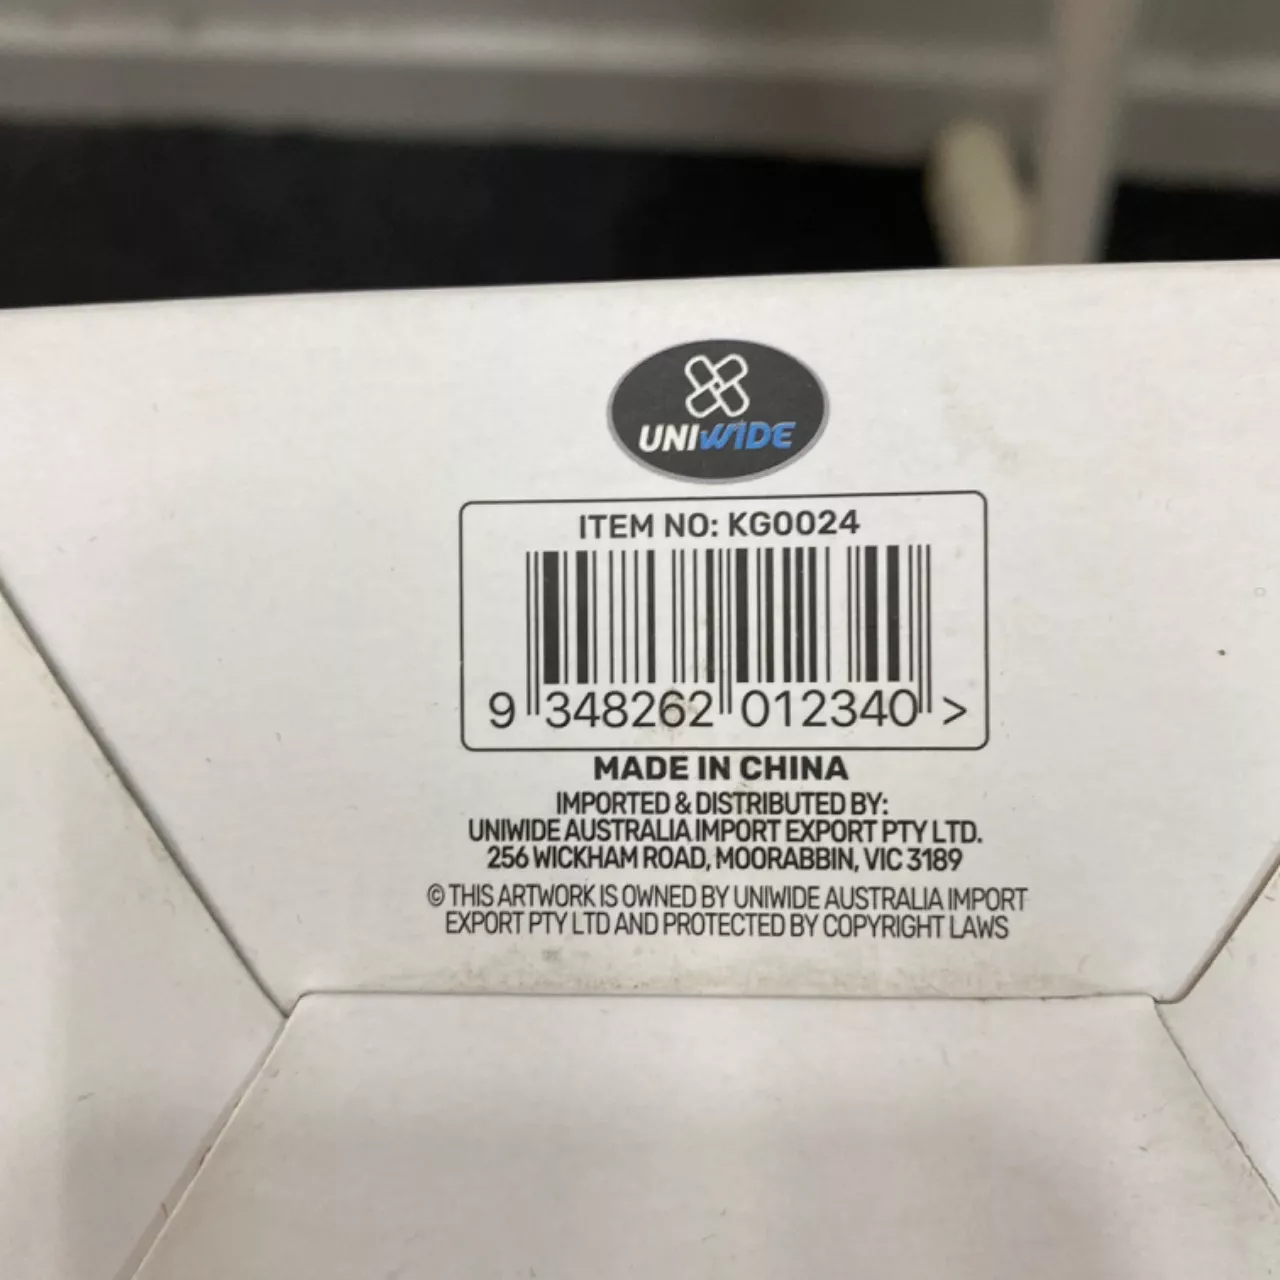 UNIWIDE
ITEM NO: KG0024
9 348262 012340 >
MADE IN CHINA
IMPORTED & DISTRIBUTED BY:
UNIWIDE AUSTRALIA IMPORT EXPORT PTY LTD.
256 WICKHAM ROAD, MOORABBIN, VIC 3189
© THIS ARTWORK IS OWNED BY UNIWIDE AUSTRALIA IMPORT
EXPORT PTY LTD AND PROTECTED BY COPYRIGHT LAWS